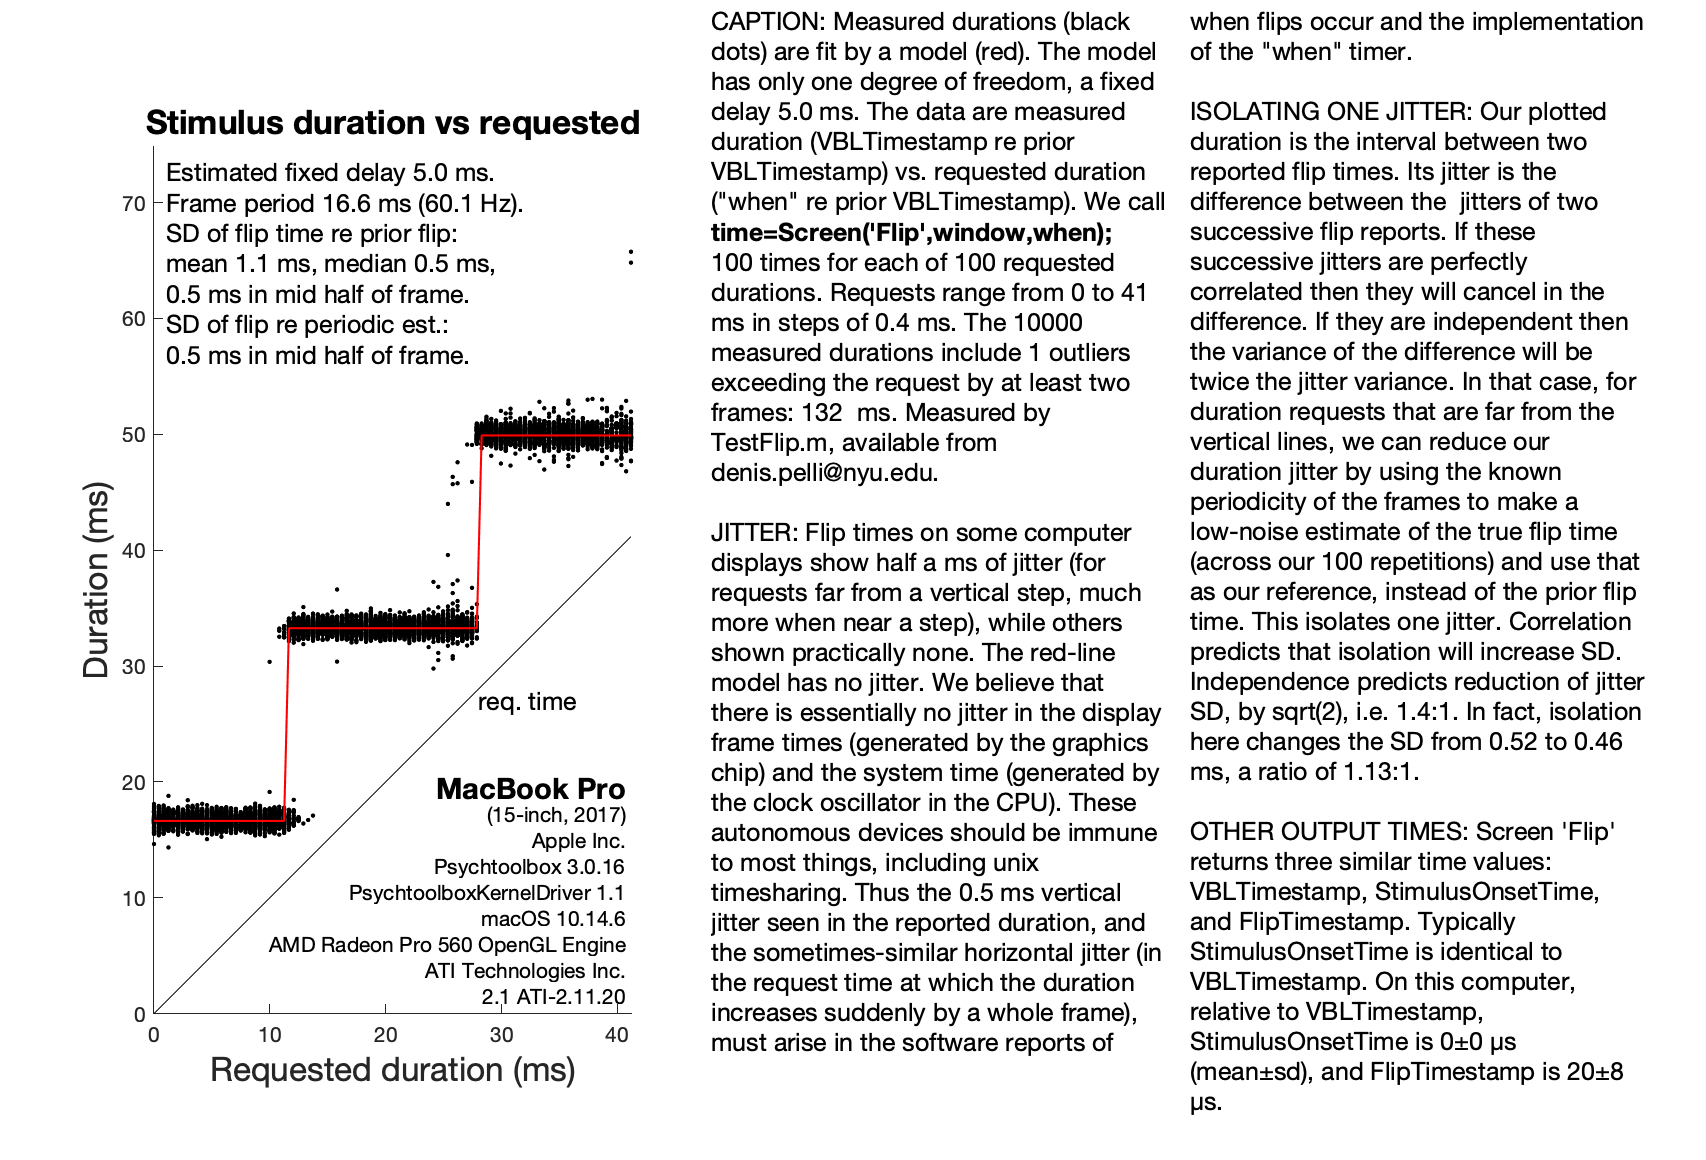 Stimulus duration vs requested
Estimated fixed delay 5.0 ms.
Frame period 16.6 ms (60.1 Hz).
SD of flip time re prior flip:
mean 1.1 ms, median 0.5 ms,
0.5 ms in mid half of frame.
SD of flip re periodic est.:
0.5 ms in mid half of frame.
70
60
50
40
30
20
10
0
Duration (ms)
req. time
MacBook Pro
(15-inch, 2017)
Apple Inc.
Psychtoolbox 3.0.16
PsychtoolboxKernelDriver 1.1
macOS 10.14.6
AMD Radeon Pro 560 OpenGL Engine
ATI Technologies Inc.
2.1 ATI-2.11.20
0 10 20 30 40
Requested duration (ms)
CAPTION: Measured durations (black
dots) are fit by a model (red). The model
has only one degree of freedom, a fixed
delay 5.0 ms. The data are measured
duration (VBLTimestamp re prior
VBLTimestamp) vs. requested duration
("when" re prior VBLTimestamp). We call
time=Screen('Flip',window,when);
100 times for each of 100 requested
durations. Requests range from 0 to 41
ms in steps of 0.4 ms. The 10000
measured durations include 1 outliers
exceeding the request by at least two
frames: 132  ms. Measured by
TestFlip.m, available from
denis.pelli@nyu.edu.
JITTER: Flip times on some computer
displays show half a ms of jitter (for
requests far from a vertical step, much
more when near a step), while others
shown practically none. The red-line
model has no jitter. We believe that
there is essentially no jitter in the display
frame times (generated by the graphics
chip) and the system time (generated by
the clock oscillator in the CPU). These
autonomous devices should be immune
to most things, including unix
timesharing. Thus the 0.5 ms vertical
jitter seen in the reported duration, and
the sometimes-similar horizontal jitter (in
the request time at which the duration
increases suddenly by a whole frame),
must arise in the software reports of
when flips occur and the implementation
of the "when" timer.
ISOLATING ONE JITTER: Our plotted
duration is the interval between two
reported flip times. Its jitter is the
difference between the  jitters of two
successive flip reports. If these
successive jitters are perfectly
correlated then they will cancel in the
difference. If they are independent then
the variance of the difference will be
twice the jitter variance. In that case, for
duration requests that are far from the
vertical lines, we can reduce our
duration jitter by using the known
periodicity of the frames to make a
low-noise estimate of the true flip time
(across our 100 repetitions) and use that
as our reference, instead of the prior flip
time. This isolates one jitter. Correlation
predicts that isolation will increase SD.
Independence predicts reduction of jitter
SD, by sqrt(2), i.e. 1.4:1. In fact, isolation
here changes the SD from 0.52 to 0.46
ms, a ratio of 1.13:1.
OTHER OUTPUT TIMES: Screen 'Flip'
returns three similar time values:
VBLTimestamp, StimulusOnsetTime,
and FlipTimestamp. Typically
StimulusOnsetTime is identical to
VBLTimestamp. On this computer,
relative to VBLTimestamp,
StimulusOnsetTime is 0±0 µs
(mean±sd), and FlipTimestamp is 20±8
µs.